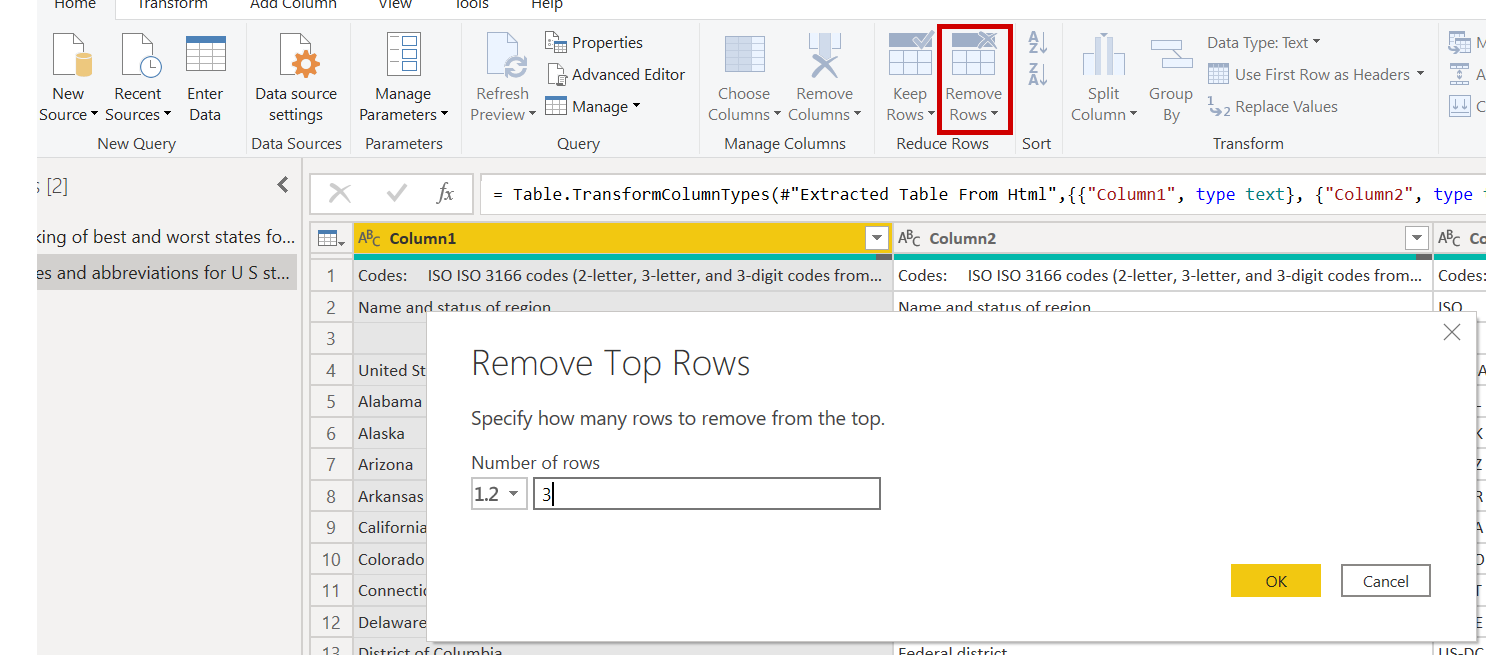 Home Transform Add Column View Tools Help
New Source Recent Sources Enter Data
New Query
Data source settings
Data Sources
Manage Parameters
Parameters
Refresh Preview
Properties
Advanced Editor
Manage
Query
Choose Columns Remove Columns
Manage Columns
Keep Rows Remove Rows
Reduce Rows
A Z
Z A
Sort
Split Column Group By
Data Type: Text
Use First Row as Headers
1 2 Replace Values
Transform
M
A
C
s [2]
king of best and worst states fo...
es and abbreviations for U S st...
fx
= Table.TransformColumnTypes(#"Extracted Table From Html",{{"Column1", type text}, {"Column2", type t
ABC Column1 ABC Column2 ABC Co
1 Codes: ISO ISO 3166 codes (2-letter, 3-letter, and 3-digit codes from... Codes: ISO ISO 3166 codes (2-letter, 3-letter, and 3-digit codes from... Codes:
2 Name and status of region Name and status of region ISO
3
4 United St
5 Alabama
6 Alaska
7 Arizona
8 Arkansas
9 California
10 Colorado
11 Connectic
12 Delaware
13 District of Columbia Federal district US-DC
Remove Top Rows
Specify how many rows to remove from the top.
Number of rows
1.2 3
OK Cancel